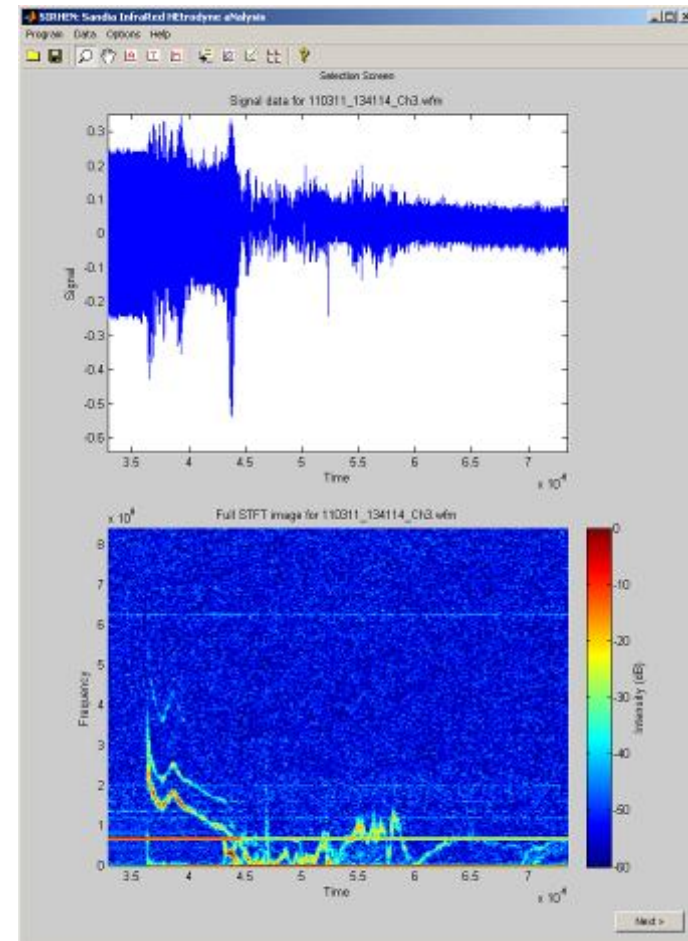 SIRHEN: Sandia InfraRed HEtrodyne aNalysis
Program Data Options Help
Selection Screen
Signal data for 110311_134114_Ch3.wfm
0.3
0.2
0.1
0
-0.1
-0.2
-0.3
-0.4
-0.5
-0.6
Signal
3.5 4 4.5 5 5.5 6 6.5 7
Time
Full STFT image for 110311_134114_Ch3.wfm
8
7
6
5
4
3
2
1
0
Frequency
3.5 4 4.5 5 5.5 6 6.5 7
Time
0
-10
-20
-30
-40
-50
-60
Intensity (dB)
Next >